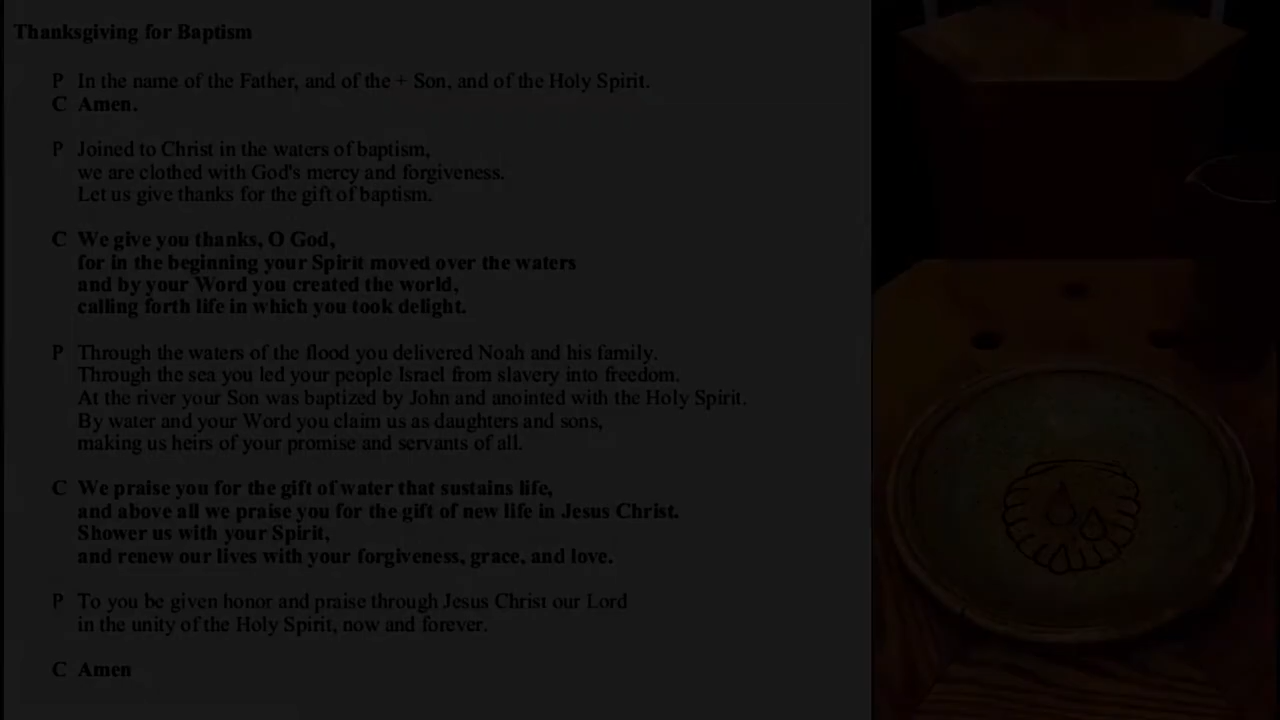 Thanksgiving for Baptism
P In the name of the Father, and of the + Son, and of the Holy Spirit.
C Amen.
P Joined to Christ in the waters of baptism,
we are clothed with God's mercy and forgiveness.
Let us give thanks for the gift of baptism.
C We give you thanks, O God,
for in the beginning your Spirit moved over the waters
and by your Word you created the world,
calling forth life in which you took delight.
P Through the waters of the flood you delivered Noah and his family.
Through the sea you led your people Israel from slavery into freedom.
At the river your Son was baptized by John and anointed with the Holy Spirit.
By water and your Word you claim us as daughters and sons,
making us heirs of your promise and servants of all.
C We praise you for the gift of water that sustains life,
and above all we praise you for the gift of new life in Jesus Christ.
Shower us with your Spirit,
and renew our lives with your forgiveness, grace, and love.
P To you be given honor and praise through Jesus Christ our Lord
in the unity of the Holy Spirit, now and forever.
C Amen